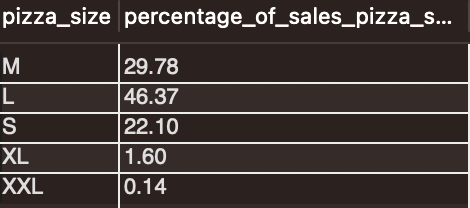 pizza_size percentage_of_sales_pizza_s...
M 29.78
L 46.37
S 22.10
XL 1.60
XXL 0.14